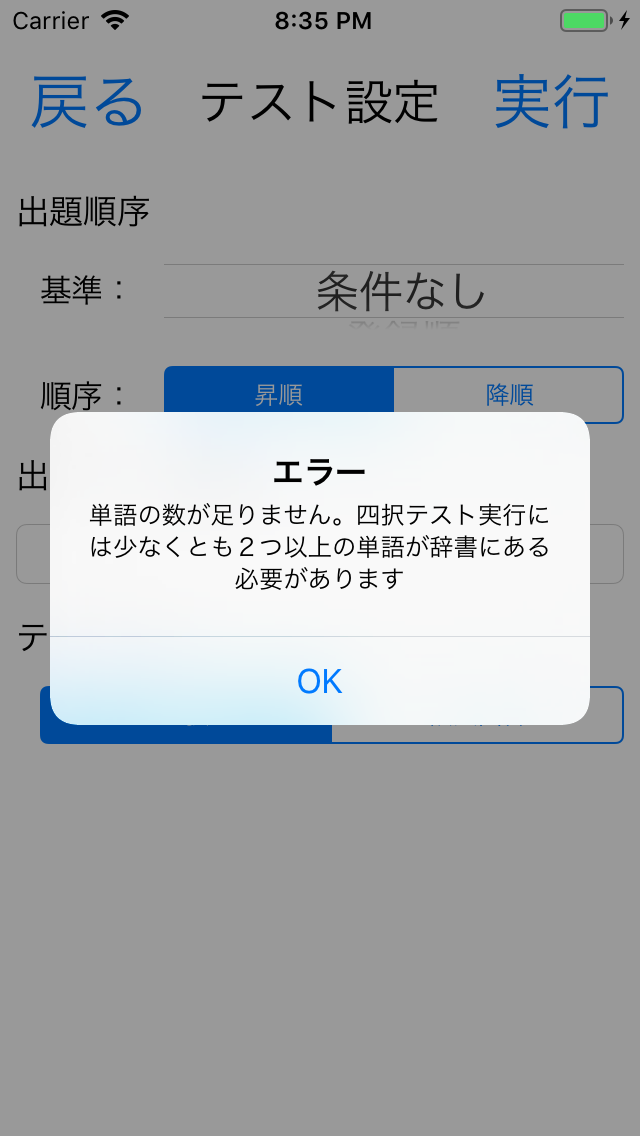 Carrier 8:35 PM
戻る テスト設定 実行
出題順序
基準：
条件なし
順序：
昇順 降順
出
エラー
単語の数が足りません。四択テスト実行に
は少なくとも２つ以上の単語が辞書にある
必要があります
テ
OK